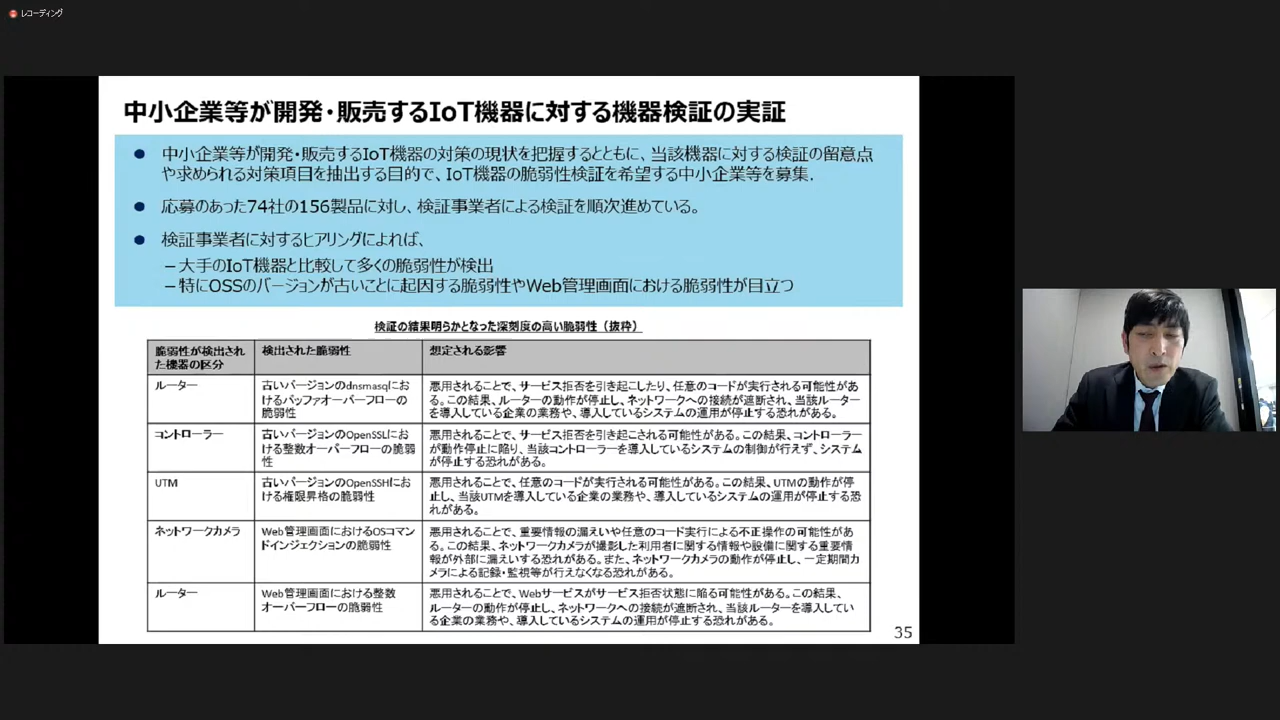 レコーディング
中小企業等が開発・販売するIoT機器に対する機器検証の実証
● 中小企業等が開発・販売するIoT機器の対策の現状を把握するとともに、当該機器に対する検証の留意点
や求められる対策項目を抽出する目的で、IoT機器の脆弱性検証を希望する中小企業等を募集.
● 応募のあった74社の156製品に対し、検証事業者による検証を順次進めている。
● 検証事業者に対するヒアリングによれば、
－大手のIoT機器と比較して多くの脆弱性が検出
－特にOSSのバージョンが古いことに起因する脆弱性やWeb管理画面における脆弱性が目立つ
検証の結果明らかとなった深刻度の高い脆弱性（抜粋）
脆弱性が検出され
た機器の区分
検出された脆弱性
想定される影響
ルーター
古いバージョンのdnsmasqにお
けるバッファオーバーフローの
脆弱性
悪用されることで、サービス拒否を引き起こしたり、任意のコードが実行される可能性があ
る。この結果、ルーターの動作が停止し、ネットワークへの接続が遮断され、当該ルーター
を導入している企業の業務や、導入しているシステムの運用が停止する恐れがある。
コントローラー
古いバージョンのOpenSSLにお
ける整数オーバーフローの脆弱
性
悪用されることで、サービス拒否を引き起こされる可能性がある。この結果、コントローラー
が動作停止に陥り、当該コントローラーを導入しているシステムの制御が行えず、システム
が停止する恐れがある。
UTM
古いバージョンのOpenSSHにお
ける権限昇格の脆弱性
悪用されることで、任意のコードが実行される可能性がある。この結果、UTMの動作が停
止し、当該UTMを導入している企業の業務や、導入しているシステムの運用が停止する恐
れがある。
ネットワークカメラ
Web管理画面におけるOSコマン
ドインジェクションの脆弱性
悪用されることで、重要情報の漏えいや任意のコード実行による不正操作の可能性があ
る。この結果、ネットワークカメラが撮影した利用者に関する情報や設備に関する重要情
報が外部に漏えいする恐れがある。また、ネットワークカメラの動作が停止し、一定期間カ
メラによる記録・監視等が行えなくなる恐れがある。
ルーター
Web管理画面における整数
オーバーフローの脆弱性
悪用されることで、Webサービスがサービス拒否状態に陥る可能性がある。この結果、
ルーターの動作が停止し、ネットワークへの接続が遮断され、当該ルーターを導入してい
る企業の業務や、導入しているシステムの運用が停止する恐れがある。
35